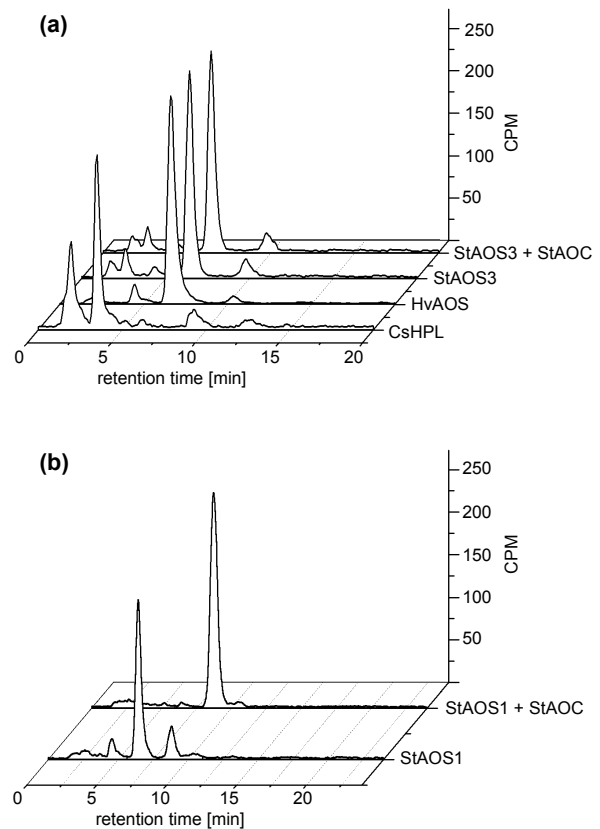 (a)
250
200
150
100
50
CPM
StAOS3 + StAOC
StAOS3
HvAOS
CsHPL
0 5 10 15 20
retention time [min]
(b)
250
200
150
100
50
CPM
StAOS1 + StAOC
StAOS1
0 5 10 15 20
retention time [min]